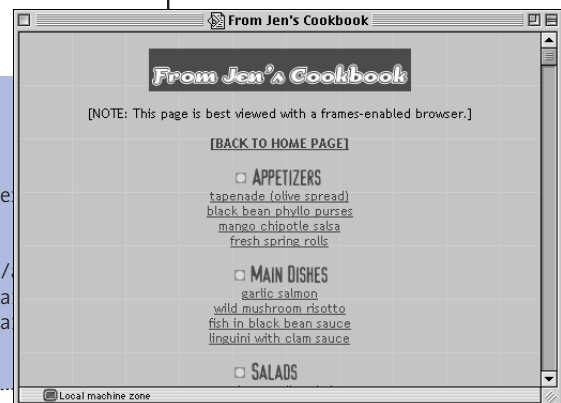 From Jen's Cookbook
From Jen's Cookbook
[NOTE: This page is best viewed with a frames-enabled browser.]
[BACK TO HOME PAGE]
APPETIZERS
tapenade (olive spread)
black bean phyllo purses
mango chipotle salsa
fresh spring rolls
MAIN DISHES
garlic salmon
wild mushroom risotto
fish in black bean sauce
linguini with clam sauce
SALADS
Local machine zone